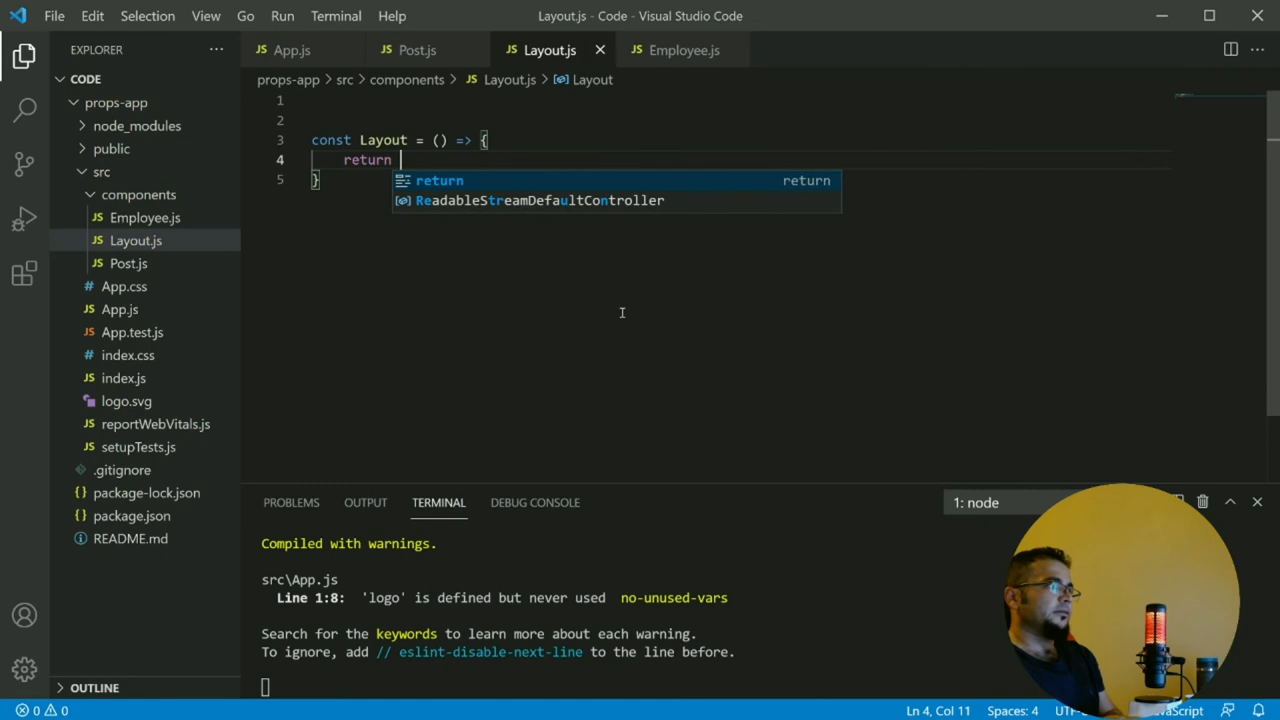 File Edit Selection View Go Run Terminal Help Layout.js - Code - Visual Studio Code
EXPLORER
JS App.js JS Post.js JS Layout.js JS Employee.js
CODE
props-app > src > components > JS Layout.js > Layout
props-app
node_modules
public
src
components
JS Employee.js
JS Layout.js
JS Post.js
# App.css
JS App.js
JS App.test.js
# index.css
JS index.js
logo.svg
JS reportWebVitals.js
JS setupTests.js
.gitignore
{} package-lock.json
{} package.json
README.md
OUTLINE
1
2
3 const Layout = () => {
4 return
5 }
return return
ReadableStreamDefaultController
PROBLEMS OUTPUT TERMINAL DEBUG CONSOLE 1: node
Compiled with warnings.
src\App.js
Line 1:8: 'logo' is defined but never used no-unused-vars
Search for the keywords to learn more about each warning.
To ignore, add // eslint-disable-next-line to the line before.
0 0 Ln 4, Col 11 Spaces: 4